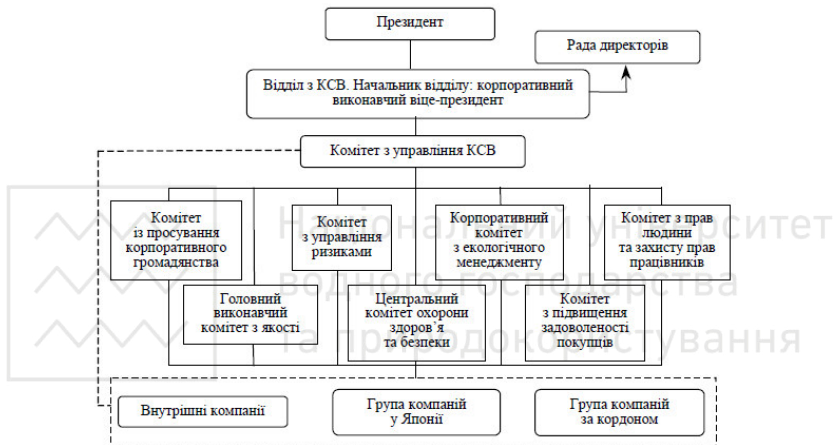 Президент
Рада директорів
Відділ з КСВ. Начальник відділу: корпоративний
виконавчий віце-президент
Комітет з управління КСВ
Комітет
із просування
корпоративного
громадянства
Комітет
з управління
ризиками
Корпоративний
комітет
з екологічного
менеджменту
Комітет з прав
людини
та захисту прав
працівників
Головний
виконавчий
комітет з якості
Центральний
комітет охорони
здоров'я
та безпеки
Комітет
з підвищення
задоволеності
покупців
Внутрішні компанії
Група компаній
у Японії
Група компаній
за кордоном
Національний університет
водного господарства
та природокористування